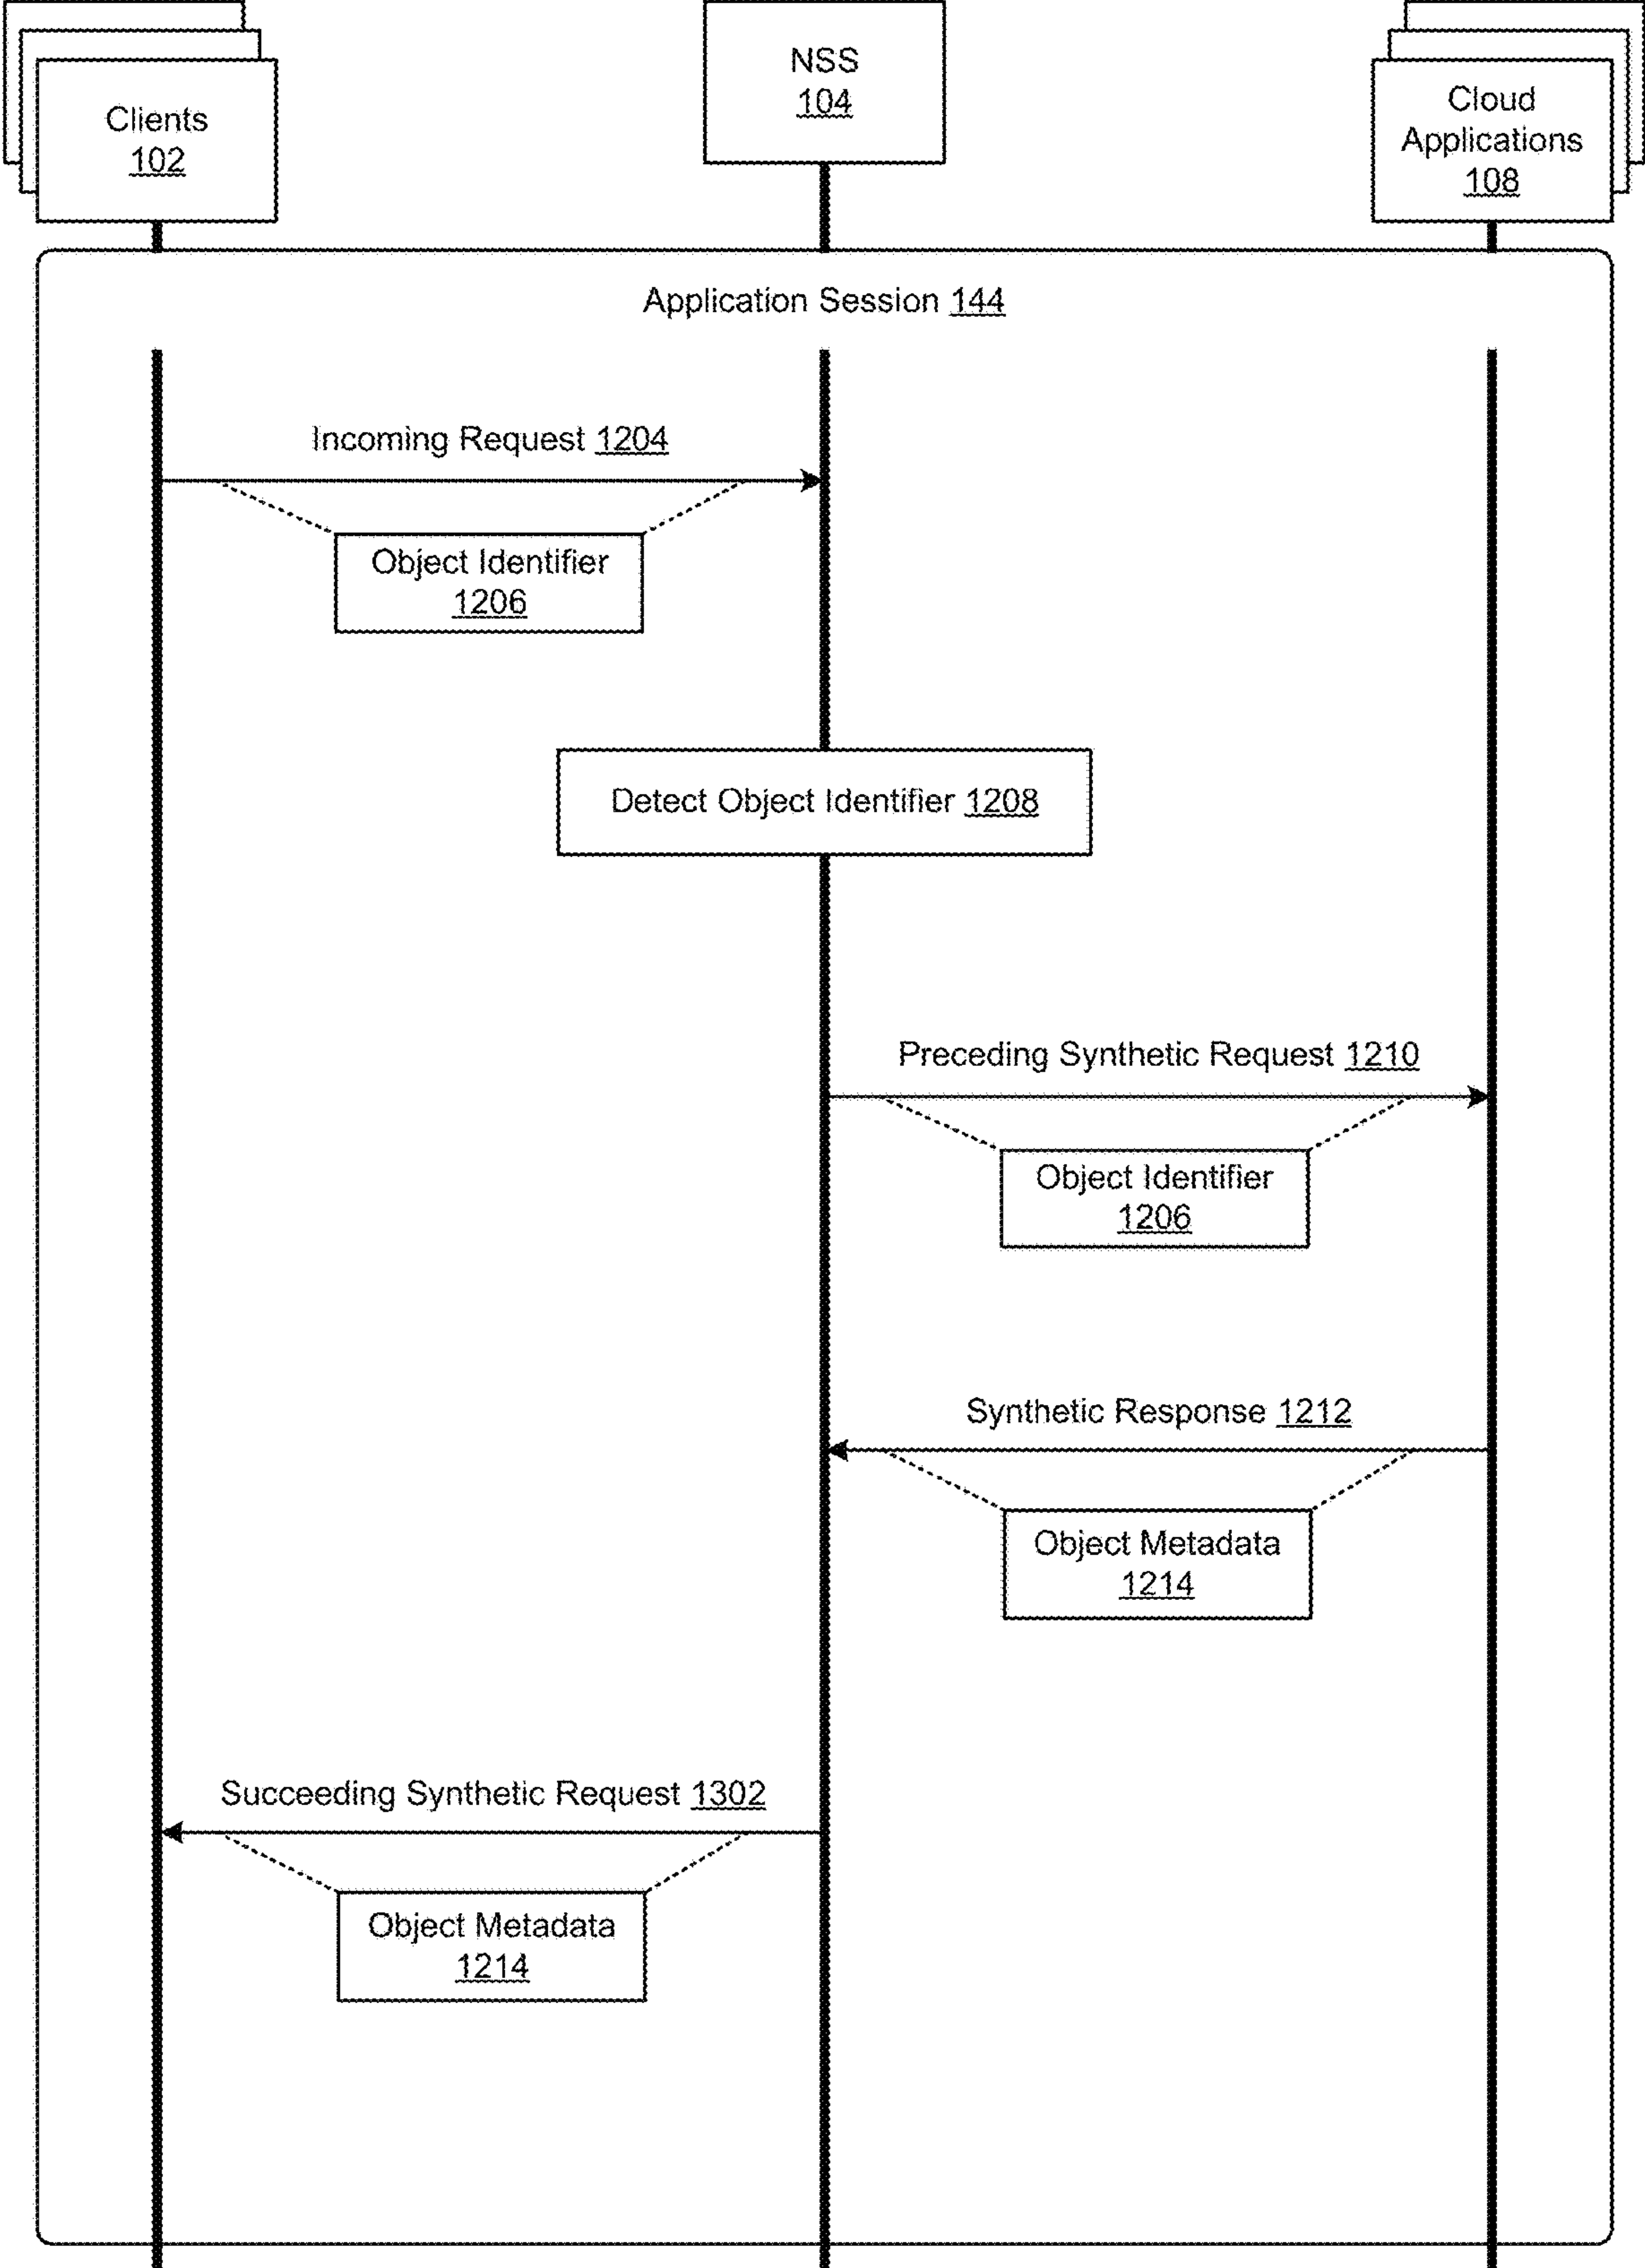 Clients
102
NSS
104
Cloud
Applications
108
Application Session 144
Incoming Request 1204
Object Identifier
1206
Detect Object Identifier 1208
Preceding Synthetic Request 1210
Object Identifier
1206
Synthetic Response 1212
Object Metadata
1214
Succeeding Synthetic Request 1302
Object Metadata
1214